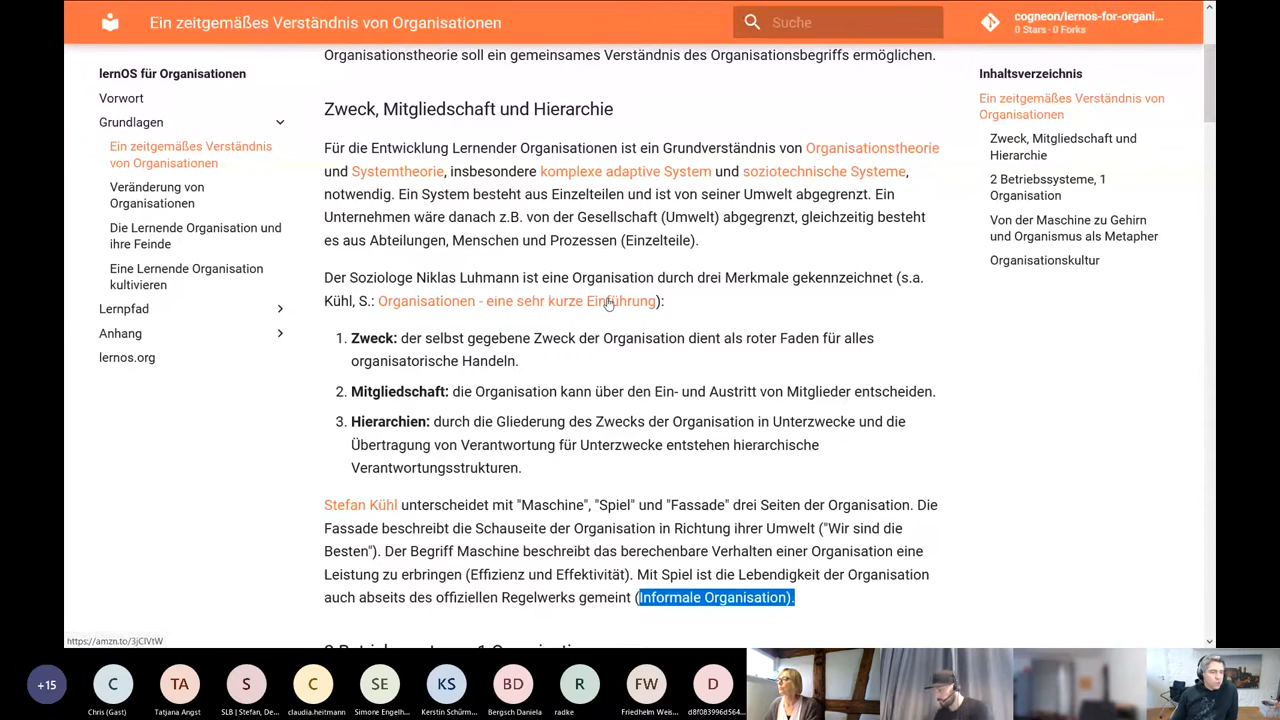 Ein zeitgemäßes Verständnis von Organisationen
Suche
cogneon/lernos-for-organi...
0 Stars · 0 Forks
lernOS für Organisationen
Vorwort
Grundlagen
Ein zeitgemäßes Verständnis
von Organisationen
Veränderung von
Organisationen
Die Lernende Organisation und
ihre Feinde
Eine Lernende Organisation
kultivieren
Lernpfad
Anhang
lernos.org
Organisationstheorie soll ein gemeinsames Verständnis des Organisationsbegriffs ermöglichen.
Zweck, Mitgliedschaft und Hierarchie
Für die Entwicklung Lernender Organisationen ist ein Grundverständnis von Organisationstheorie
und Systemtheorie, insbesondere komplexe adaptive System und soziotechnische Systeme,
notwendig. Ein System besteht aus Einzelteilen und ist von seiner Umwelt abgegrenzt. Ein
Unternehmen wäre danach z.B. von der Gesellschaft (Umwelt) abgegrenzt, gleichzeitig besteht
es aus Abteilungen, Menschen und Prozessen (Einzelteile).
Der Soziologe Niklas Luhmann ist eine Organisation durch drei Merkmale gekennzeichnet (s.a.
Kühl, S.: Organisationen - eine sehr kurze Einführung):
1. Zweck: der selbst gegebene Zweck der Organisation dient als roter Faden für alles
organisatorische Handeln.
2. Mitgliedschaft: die Organisation kann über den Ein- und Austritt von Mitglieder entscheiden.
3. Hierarchien: durch die Gliederung des Zwecks der Organisation in Unterzwecke und die
Übertragung von Verantwortung für Unterzwecke entstehen hierarchische
Verantwortungsstrukturen.
Stefan Kühl unterscheidet mit "Maschine", "Spiel" und "Fassade" drei Seiten der Organisation. Die
Fassade beschreibt die Schauseite der Organisation in Richtung ihrer Umwelt ("Wir sind die
Besten"). Der Begriff Maschine beschreibt das berechenbare Verhalten einer Organisation eine
Leistung zu erbringen (Effizienz und Effektivität). Mit Spiel ist die Lebendigkeit der Organisation
auch abseits des offiziellen Regelwerks gemeint (Informale Organisation).
Inhaltsverzeichnis
Ein zeitgemäßes Verständnis von
Organisationen
Zweck, Mitgliedschaft und
Hierarchie
2 Betriebssysteme, 1
Organisation
Von der Maschine zu Gehirn
und Organismus als Metapher
Organisationskultur
https://amzn.to/3jClVtW
+15
C
TA
S
C
SE
KS
BD
R
FW
D
Chris (Gast)
Tatjana Angst
SLB | Stefan, De...
claudia.heitmann
Simone Engelh...
Kerstin Schürm...
Bergsch Daniela
radke
Friedhelm Weis...
d8f083996d564...